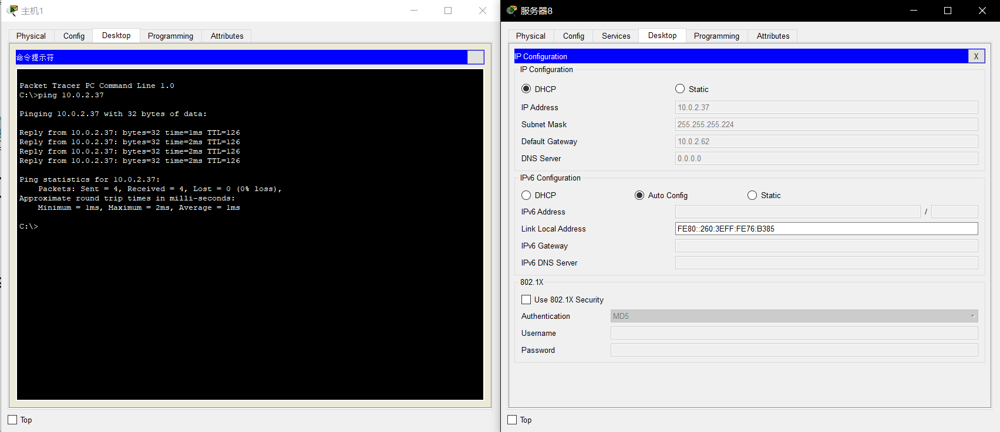 主机1
Physical Config Desktop Programming Attributes
命令提示符
Packet Tracer PC Command Line 1.0
C:\>ping 10.0.2.37
Pinging 10.0.2.37 with 32 bytes of data:
Reply from 10.0.2.37: bytes=32 time=1ms TTL=126
Reply from 10.0.2.37: bytes=32 time=2ms TTL=126
Reply from 10.0.2.37: bytes=32 time=2ms TTL=126
Reply from 10.0.2.37: bytes=32 time=2ms TTL=126
Ping statistics for 10.0.2.37:
Packets: Sent = 4, Received = 4, Lost = 0 (0% loss),
Approximate round trip times in milli-seconds:
Minimum = 1ms, Maximum = 2ms, Average = 1ms
C:\>
Top
服务器8
Physical Config Services Desktop Programming Attributes
IP Configuration X
IP Configuration
DHCP Static
IP Address 10.0.2.37
Subnet Mask 255.255.255.224
Default Gateway 10.0.2.62
DNS Server 0.0.0.0
IPv6 Configuration
DHCP Auto Config Static
IPv6 Address /
Link Local Address FE80::260:3EFF:FE76:B385
IPv6 Gateway
IPv6 DNS Server
802.1X
Use 802.1X Security
Authentication MD5
Username
Password
Top